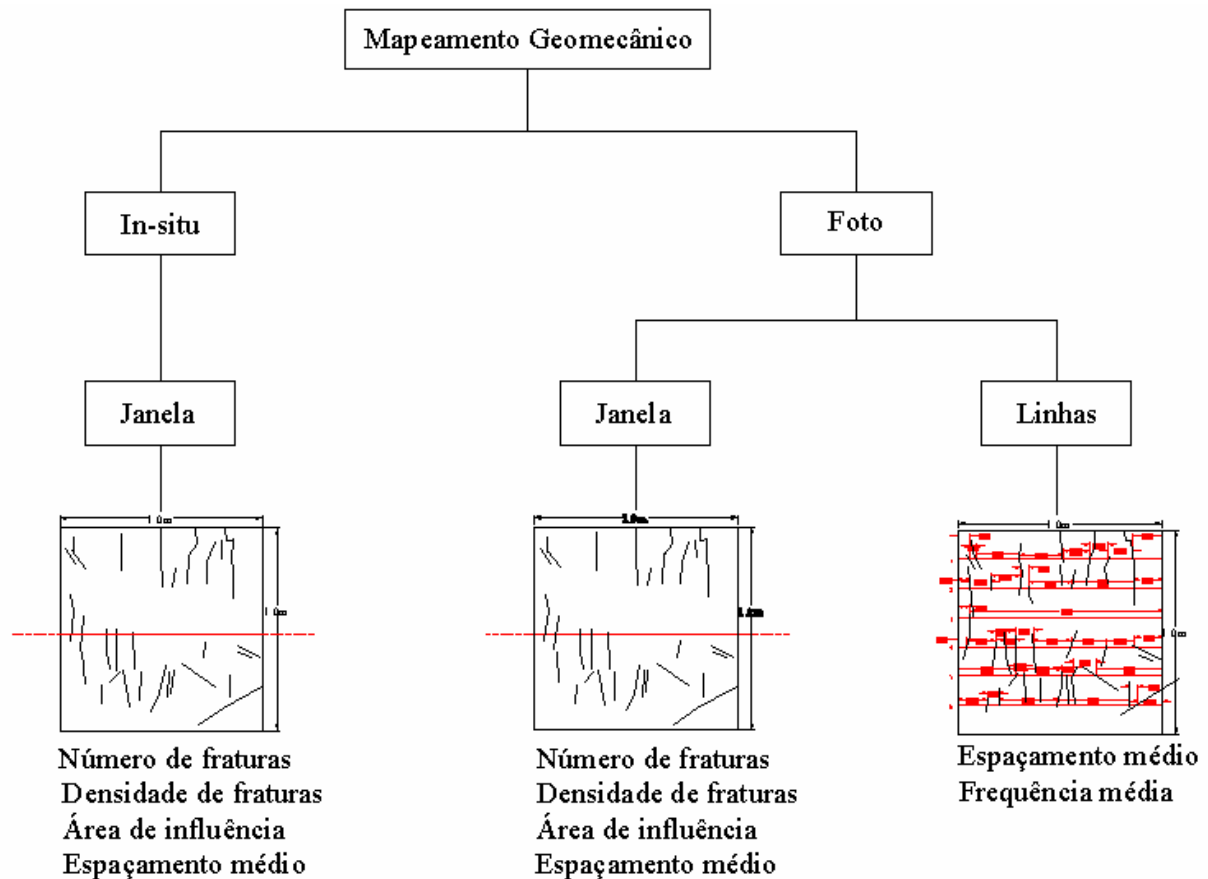 Mapeamento Geomecânico
In-situ
Foto
Janela
Janela
Linhas
Número de fraturas
Densidade de fraturas
Área de influência
Espaçamento médio
Número de fraturas
Densidade de fraturas
Área de influência
Espaçamento médio
Espaçamento médio
Frequência média